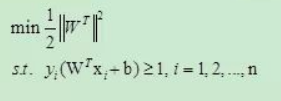 min 1/2 ||W^T||^2
s.t. y_i(W^T x_i + b) ≥ 1, i = 1, 2, ..., n